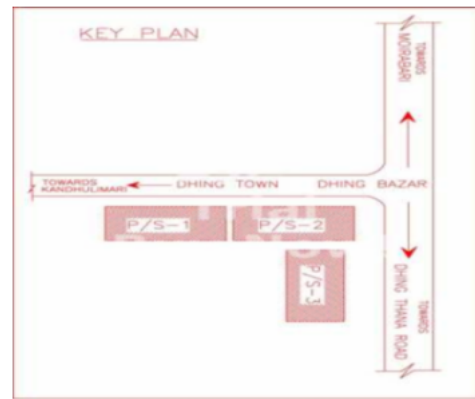 KEY PLAN
TOWARDS
MORABARI
TOWARDS
KANDHULIMARI
DHING TOWN
DHING BAZAR
P/S-1
P/S-2
P/S-3
DHING THANA ROAD
TOWARDS